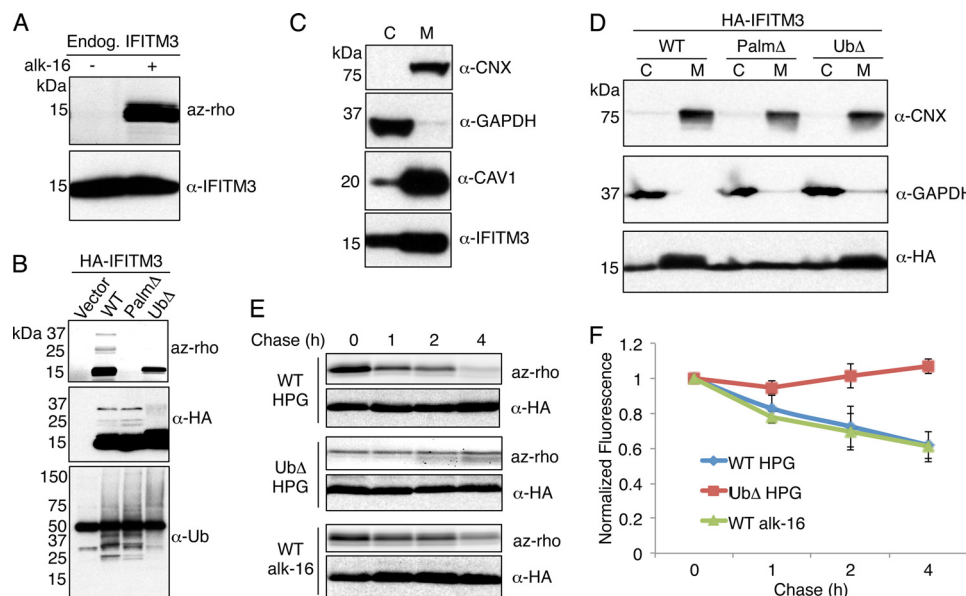 A
Endog. IFITM3
alk-16 - +
kDa
15 az-rho
15 α-IFITM3
B
HA-IFITM3
Vector WT PalmΔ UbΔ
kDa 37
25 az-rho
15
37
25 α-HA
15
150
75
50
37 α-Ub
25
15
C
C M
kDa
75 α-CNX
37
α-GAPDH
20 α-CAV1
15 α-IFITM3
D
HA-IFITM3
WT PalmΔ UbΔ
C M C M C M
kDa
75 α-CNX
37 α-GAPDH
15 α-HA
E
Chase (h) 0 1 2 4
WT HPG
az-rho
α-HA
UbΔ HPG
az-rho
α-HA
WT alk-16
az-rho
α-HA
F
Normalized Fluorescence
1.2
1
0.8
0.6
0.4
0.2
0
WT HPG
UbΔ HPG
WT alk-16
0 1 2 4
Chase (h)